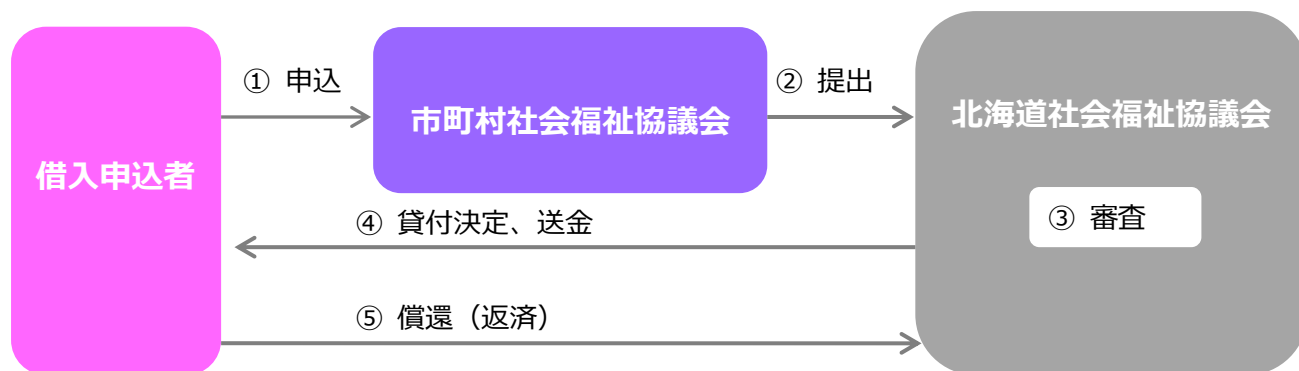 ① 申込
② 提出
市町村社会福祉協議会
北海道社会福祉協議会
借入申込者
③ 審査
④ 貸付決定、送金
⑤ 償還（返済）